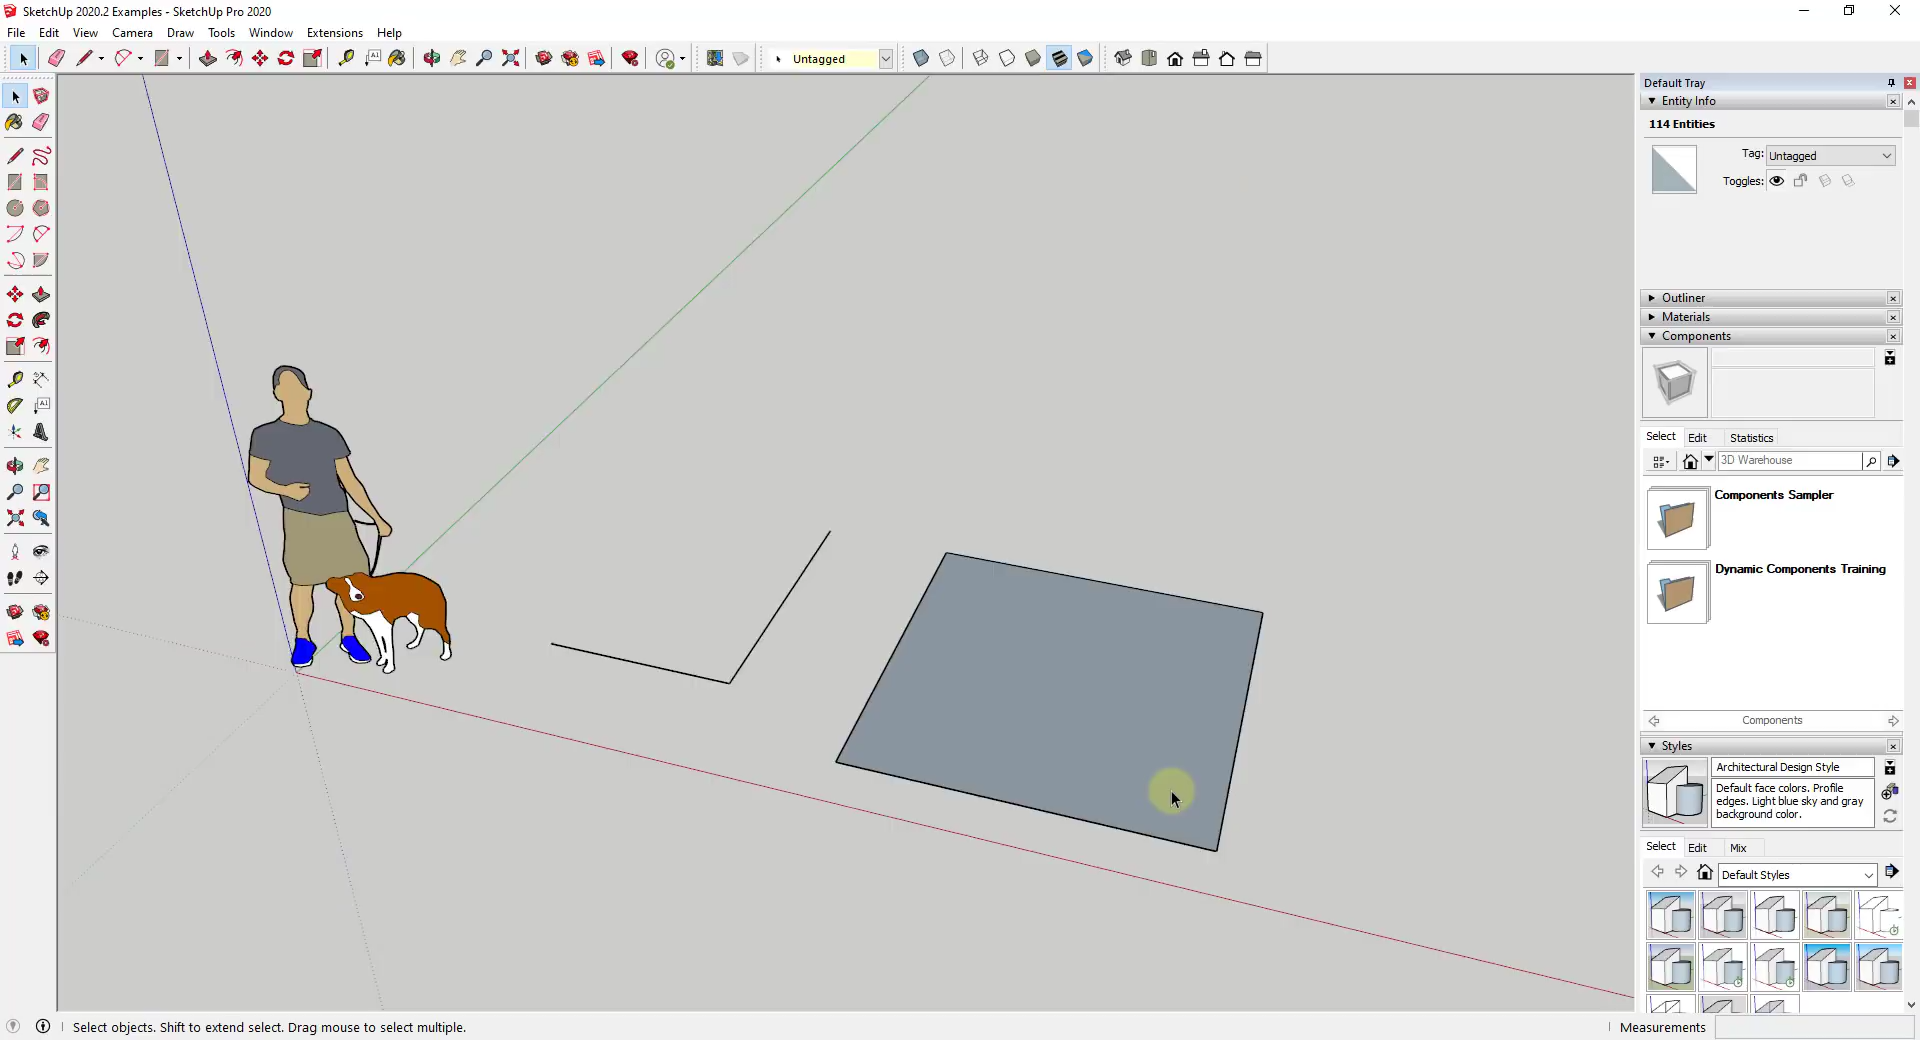 SketchUp 2020.2 Examples - SketchUp Pro 2020
File Edit View Camera Draw Tools Window Extensions Help
Untagged
Default Tray
Entity Info
114 Entities
Tag: Untagged
Toggles:
Outliner
Materials
Components
Select Edit Statistics
3D Warehouse
Components Sampler
Dynamic Components Training
Components
Styles
Architectural Design Style
Default face colors. Profile
edges. Light blue sky and gray
background color.
Select Edit Mix
Default Styles
Select objects. Shift to extend select. Drag mouse to select multiple.
Measurements